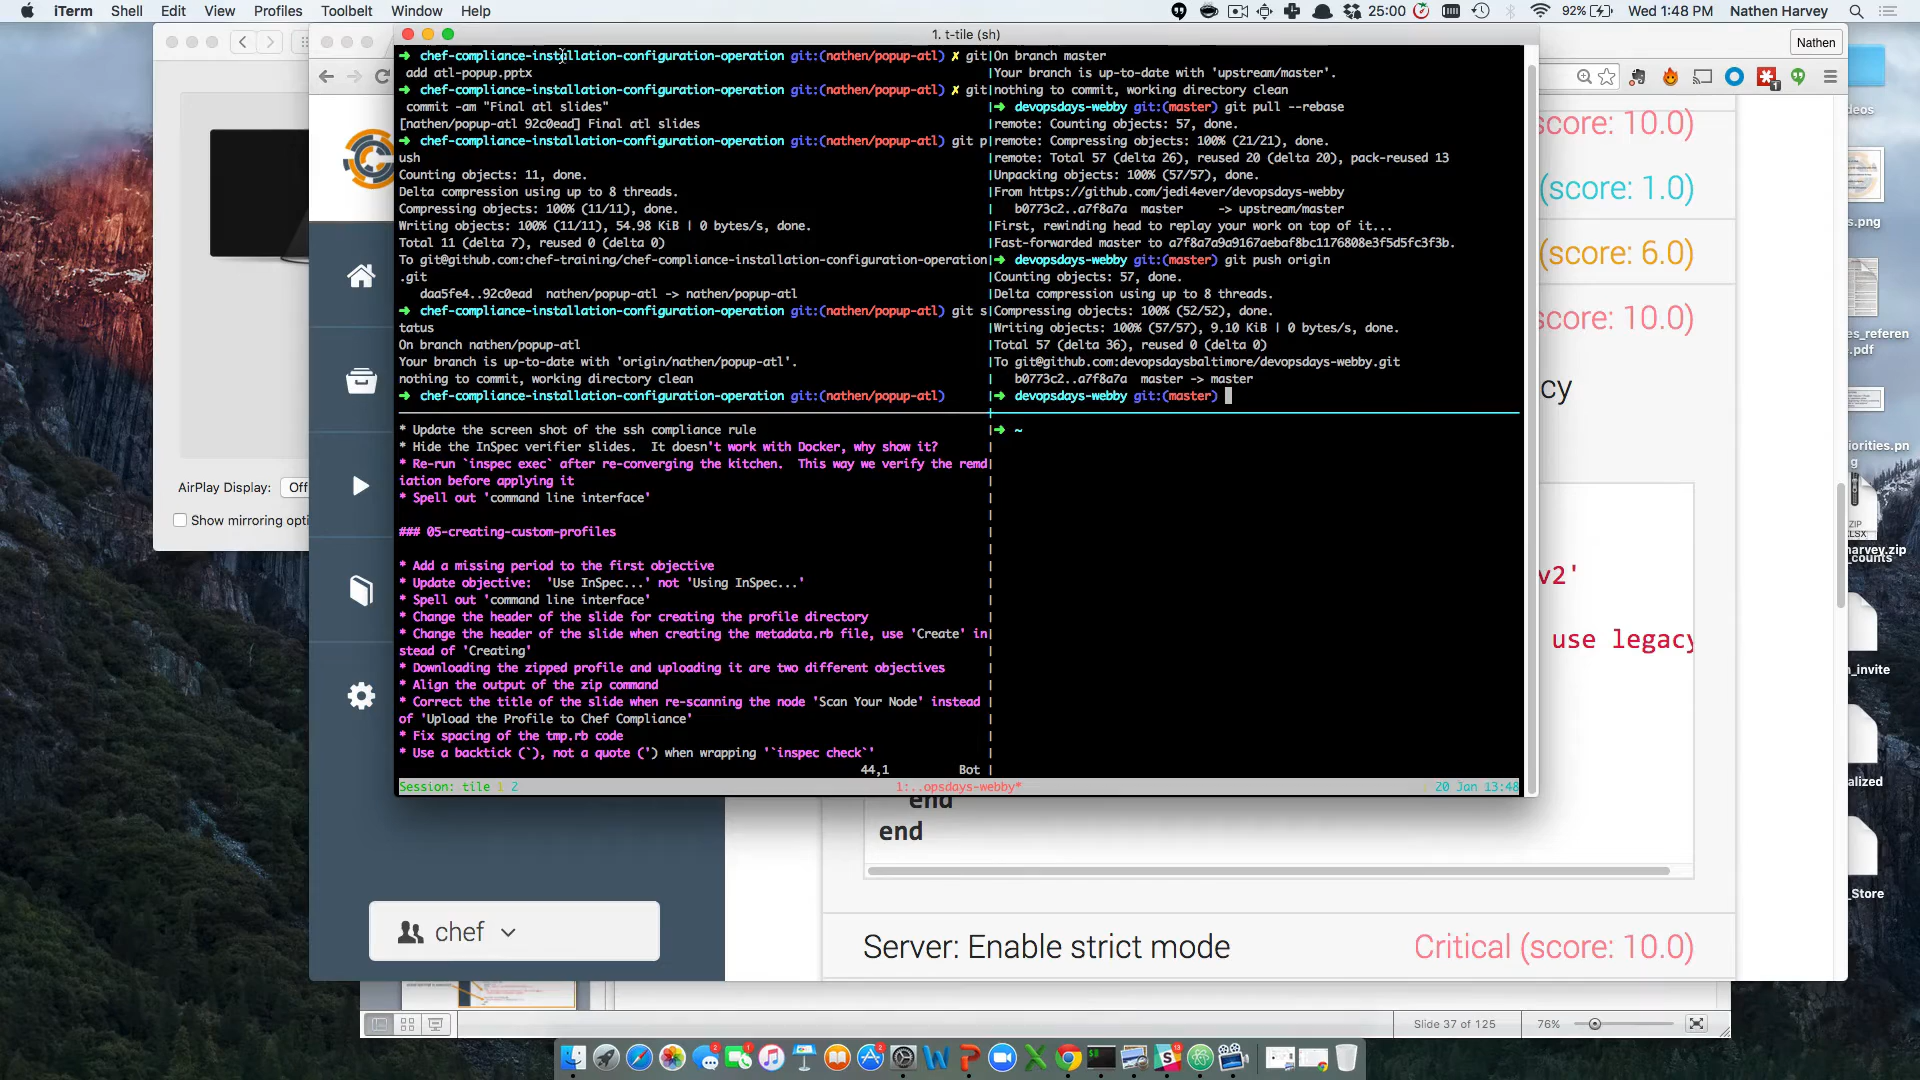 iTerm Shell Edit View Profiles Toolbelt Window Help
25:00 92% Wed 1:48 PM Nathen Harvey
1. t-tile (sh)
Nathen
➜ chef-compliance-installation-configuration-operation git:(nathen/popup-atl) ✗ git
add atl-popup.pptx
➜ chef-compliance-installation-configuration-operation git:(nathen/popup-atl) ✗ git
commit -am "Final atl slides"
[nathen/popup-atl 92c0ead] Final atl slides
➜ chef-compliance-installation-configuration-operation git:(nathen/popup-atl) git p
ush
Counting objects: 11, done.
Delta compression using up to 8 threads.
Compressing objects: 100% (11/11), done.
Writing objects: 100% (11/11), 54.98 KiB | 0 bytes/s, done.
Total 11 (delta 7), reused 0 (delta 0)
To git@github.com:chef-training/chef-compliance-installation-configuration-operation
.git
daa5fe4..92c0ead nathen/popup-atl -> nathen/popup-atl
➜ chef-compliance-installation-configuration-operation git:(nathen/popup-atl) git s
tatus
On branch nathen/popup-atl
Your branch is up-to-date with 'origin/nathen/popup-atl'.
nothing to commit, working directory clean
➜ chef-compliance-installation-configuration-operation git:(nathen/popup-atl)
On branch master
Your branch is up-to-date with 'upstream/master'.
nothing to commit, working directory clean
➜ devopsdays-webby git:(master) git pull --rebase
remote: Counting objects: 57, done.
remote: Compressing objects: 100% (21/21), done.
remote: Total 57 (delta 26), reused 20 (delta 20), pack-reused 13
Unpacking objects: 100% (57/57), done.
From https://github.com/jedi4ever/devopsdays-webby
b0773c2..a7f8a7a master -> upstream/master
First, rewinding head to replay your work on top of it...
Fast-forwarded master to a7f8a7a9a9167aebaf8bc1176808e3f5d5fc3f3b.
➜ devopsdays-webby git:(master) git push origin
Counting objects: 57, done.
Delta compression using up to 8 threads.
Compressing objects: 100% (52/52), done.
Writing objects: 100% (57/57), 9.10 KiB | 0 bytes/s, done.
Total 57 (delta 36), reused 0 (delta 0)
To git@github.com:devopsdaysbaltimore/devopsdays-webby.git
b0773c2..a7f8a7a master -> master
➜ devopsdays-webby git:(master)
* Update the screen shot of the ssh compliance rule
* Hide the InSpec verifier slides. It doesn't work with Docker, why show it?
* Re-run `inspec exec` after re-converging the kitchen. This way we verify the remd
iation before applying it
* Spell out 'command line interface'
### 05-creating-custom-profiles
* Add a missing period to the first objective
* Update objective: 'Use InSpec...' not 'Using InSpec...'
* Spell out 'command line interface'
* Change the header of the slide for creating the profile directory
* Change the header of the slide when creating the metadata.rb file, use 'Create' in
stead of 'Creating'
* Downloading the zipped profile and uploading it are two different objectives
* Align the output of the zip command
* Correct the title of the slide when re-scanning the node 'Scan Your Node' instead
of 'Upload the Profile to Chef Compliance'
* Fix spacing of the tmp.rb code
* Use a backtick (`), not a quote (') when wrapping '`inspec check`'
44,1 Bot
➜ ~
Session: tile 1 2 1:..opsdays-webby* 20 Jan 13:48
AirPlay Display: Off
Show mirroring opti
chef
score: 10.0)
(score: 1.0)
(score: 6.0)
score: 10.0)
cy
v2'
use legacy
end
end
Server: Enable strict mode Critical (score: 10.0)
Slide 37 of 125 76%
deos
s.png
es_referen
.pdf
iorities.pn
g
ZIP
XLSX
harvey.zip
_counts
n_invite
ialized
_Store